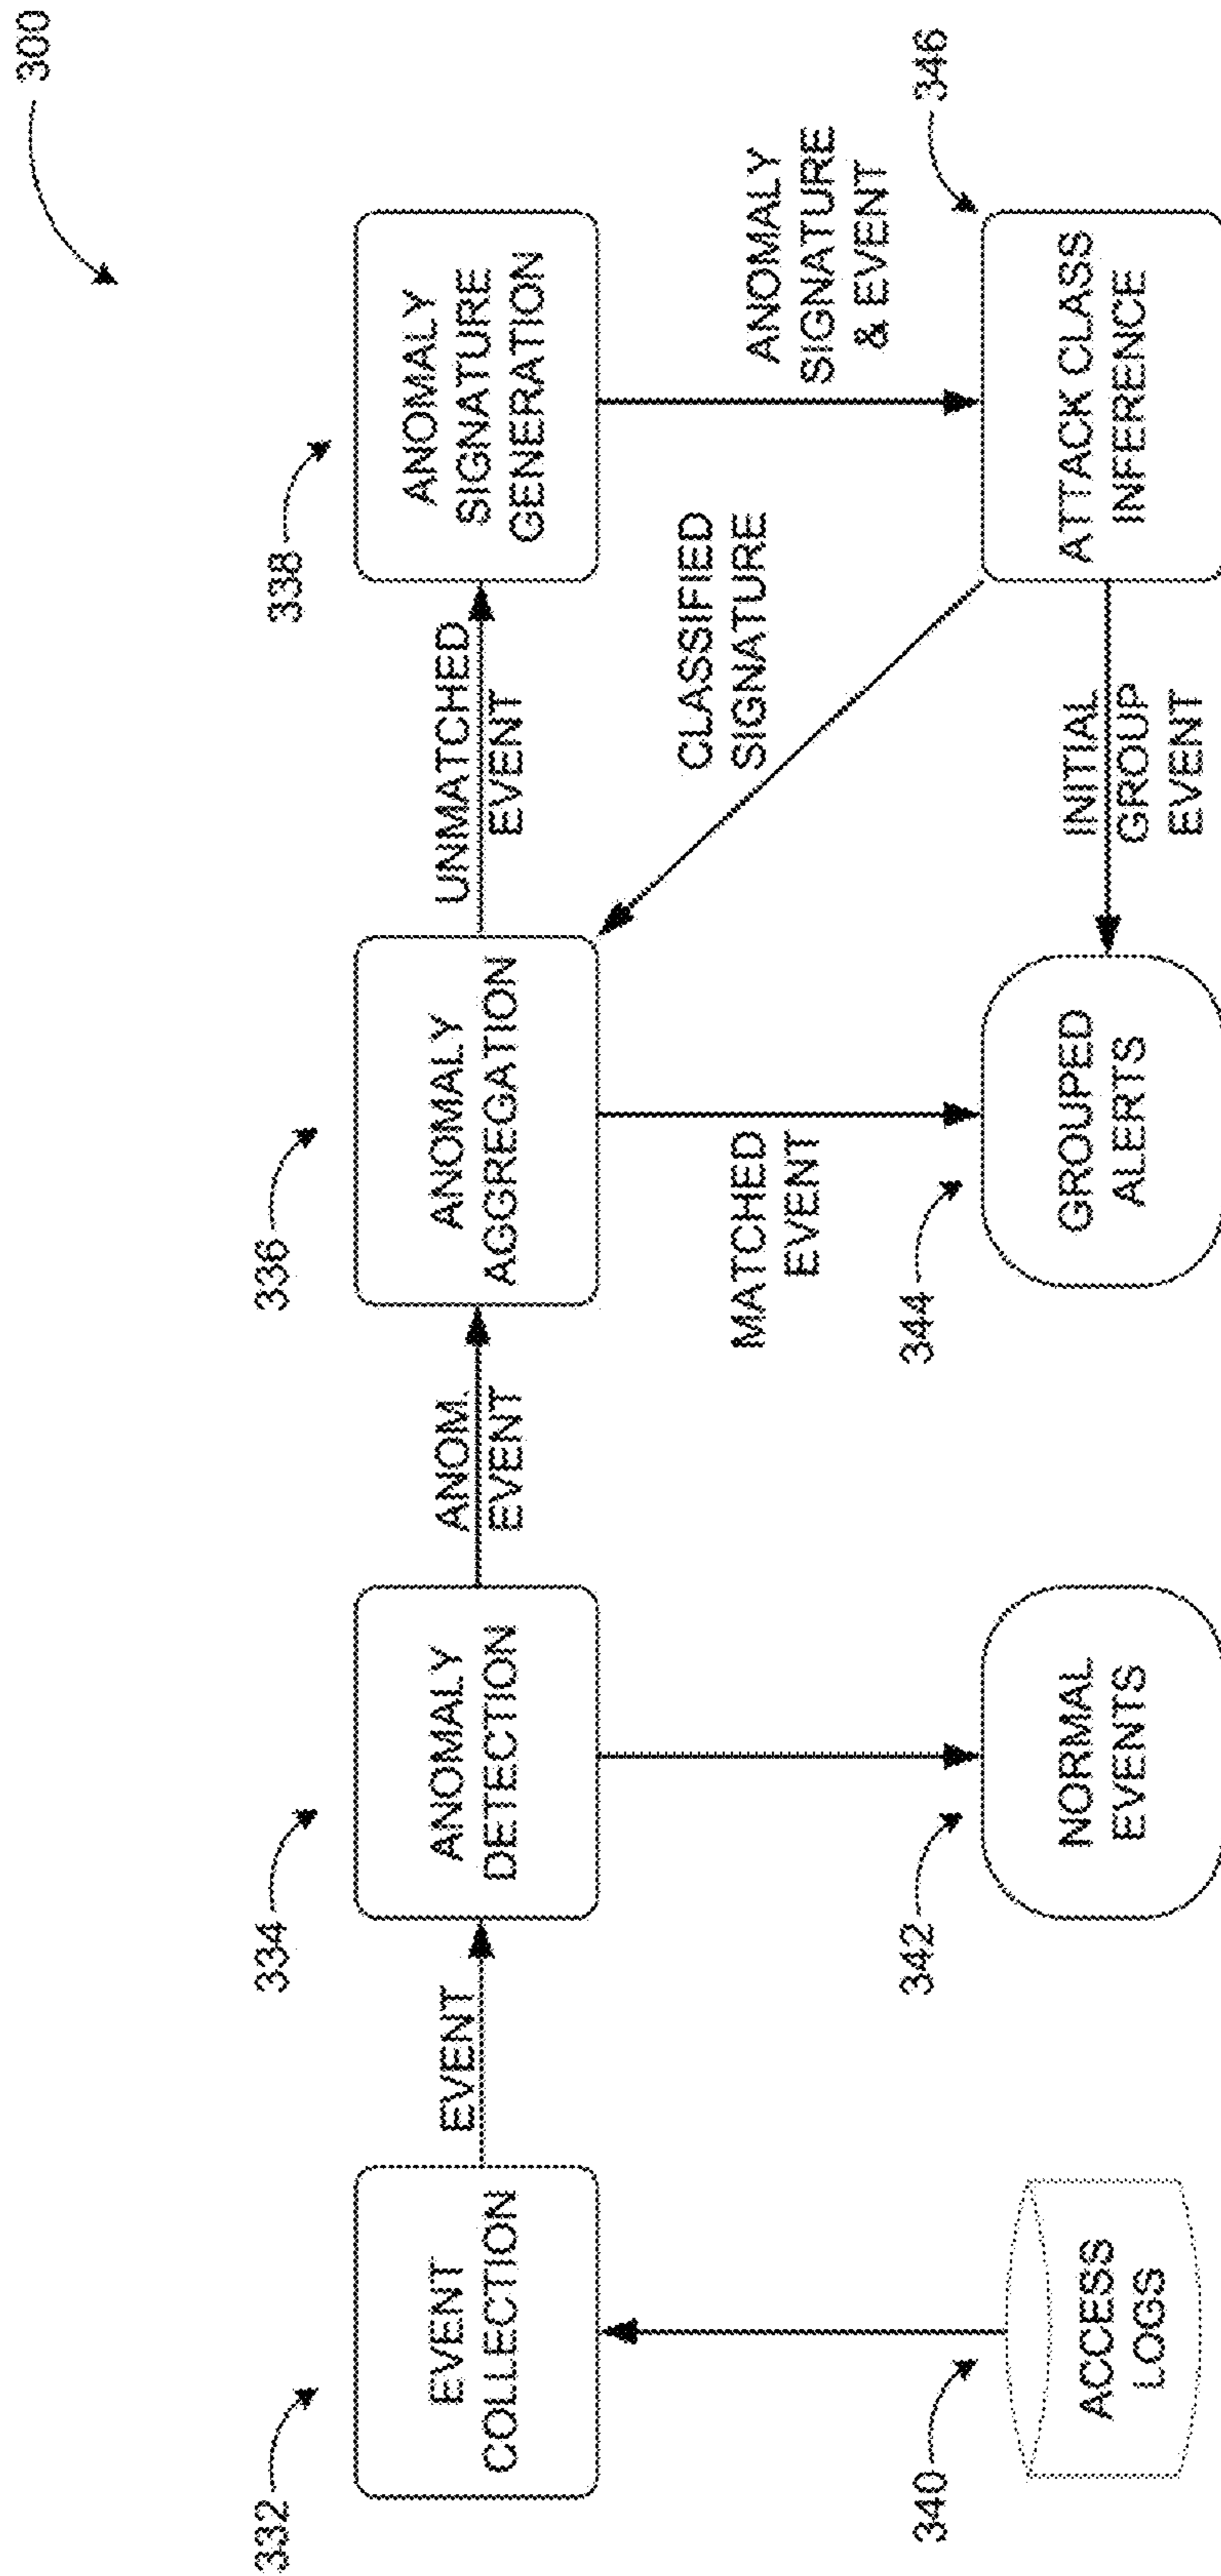 300
332
EVENT
COLLECTION
EVENT
334
ANOMALY
DETECTION
ANOM.
EVENT
336
ANOMALY
AGGREGATION
UNMATCHED
EVENT
338
ANOMALY
SIGNATURE
GENERATION
MATCHED
EVENT
CLASSIFIED
SIGNATURE
ANOMALY
SIGNATURE
& EVENT
340
ACCESS
LOGS
342
NORMAL
EVENTS
344
GROUPED
ALERTS
INITIAL
GROUP
EVENT
346
ATTACK CLASS
INFERENCE